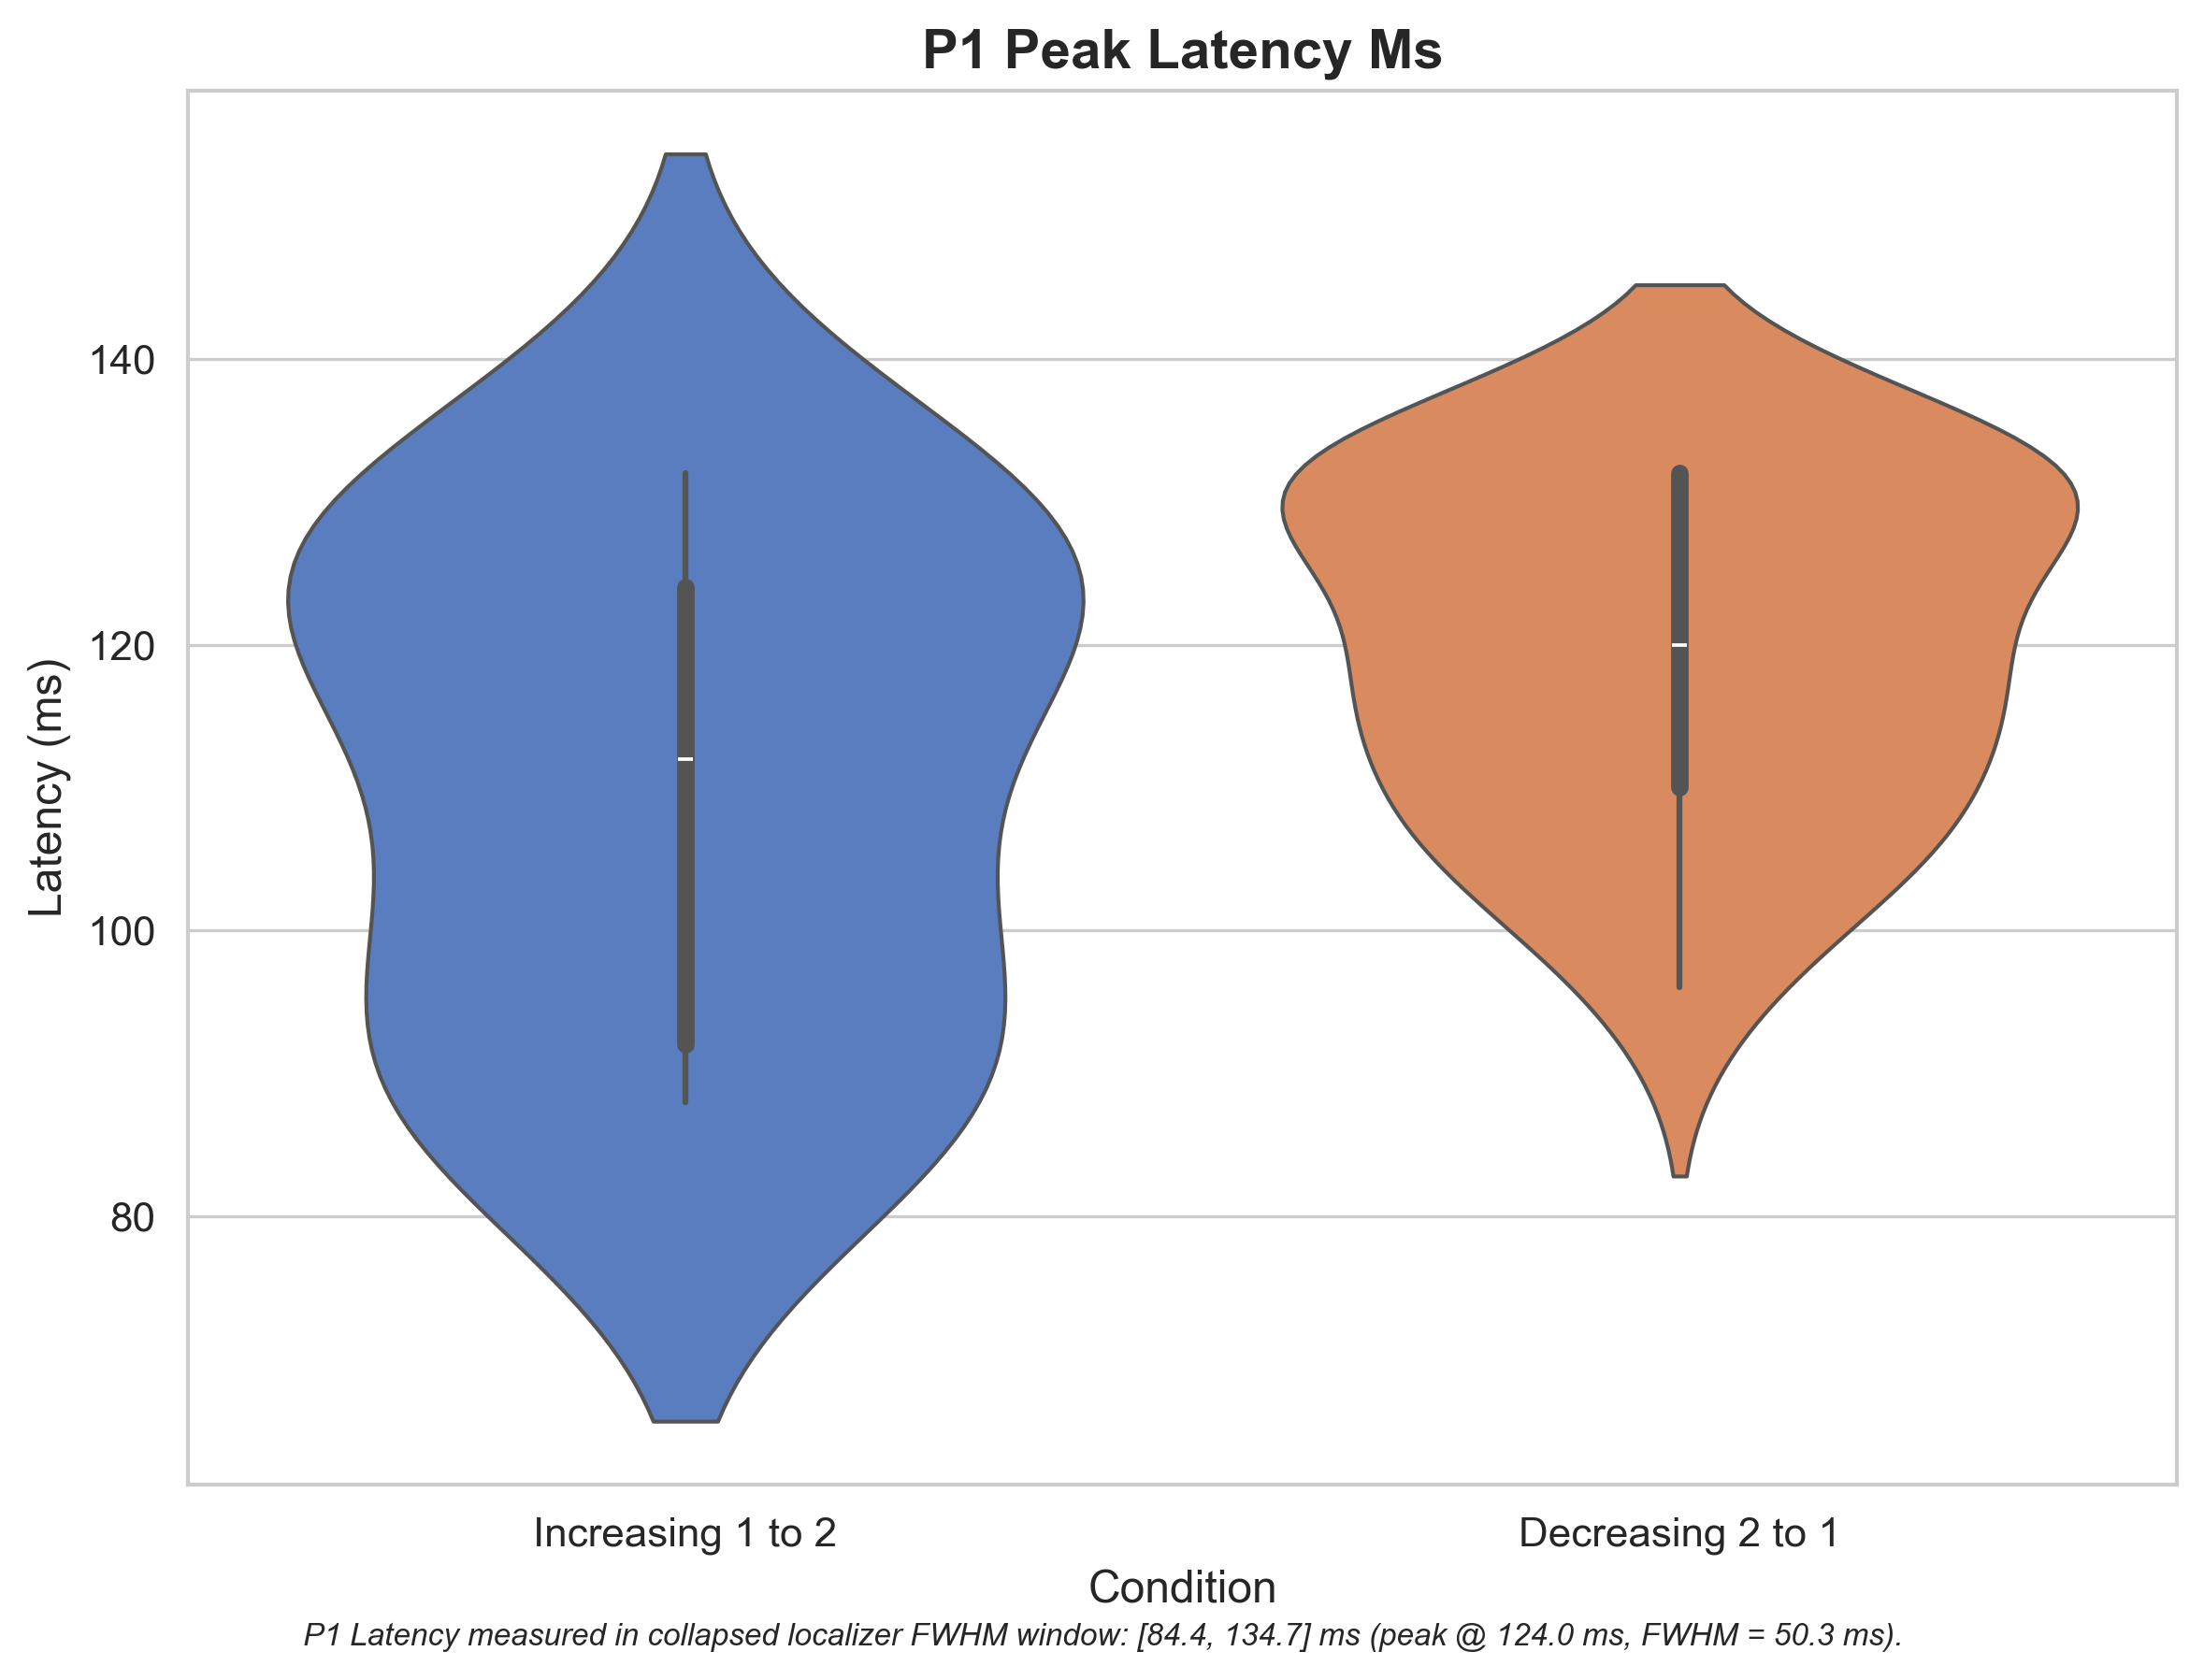 P1 Peak Latency Ms
Latency (ms)
140
120
100
80
Increasing 1 to 2
Decreasing 2 to 1
Condition
P1 Latency measured in collapsed localizer FWHM window: [84.4, 134.7] ms (peak @ 124.0 ms, FWHM = 50.3 ms).